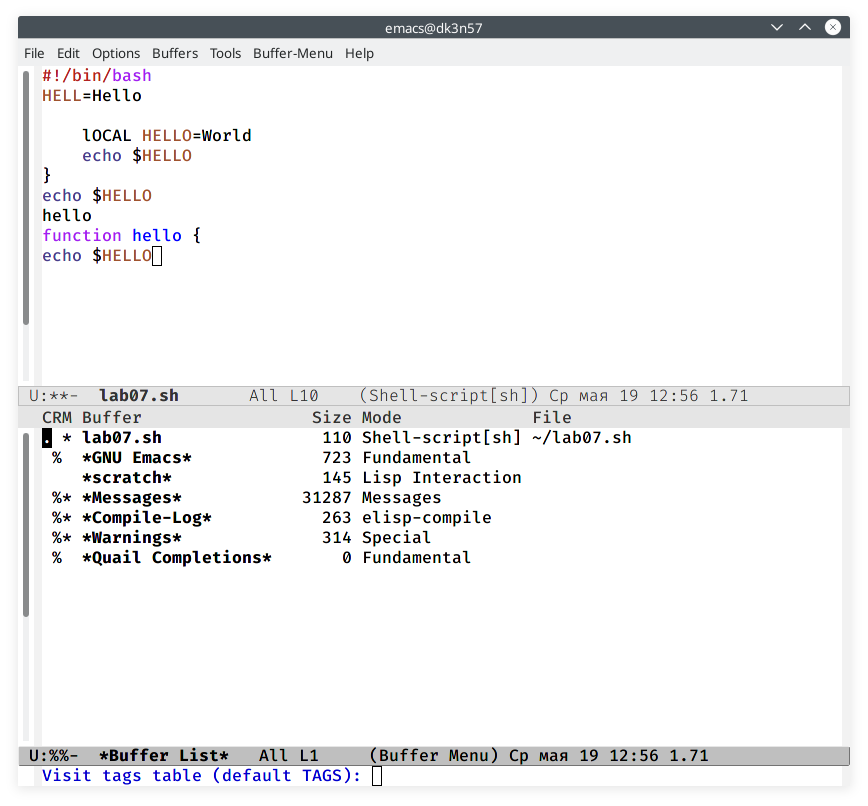 emacs@dk3n57
File Edit Options Buffers Tools Buffer-Menu Help
#!/bin/bash
HELL=Hello
    lOCAL HELLO=World
    echo $HELLO
}
echo $HELLO
hello
function hello {
echo $HELLO
U:**-  lab07.sh       All L10    (Shell-script[sh]) Ср мая 19 12:56 1.71
CRM Buffer                 Size Mode             File
. * lab07.sh                110 Shell-script[sh] ~/lab07.sh
 %  *GNU Emacs*             723 Fundamental
    *scratch*               145 Lisp Interaction
 %* *Messages*            31287 Messages
 %* *Compile-Log*           263 elisp-compile
 %* *Warnings*              314 Special
 %  *Quail Completions*       0 Fundamental
U:%%-  *Buffer List*   All L1     (Buffer Menu) Ср мая 19 12:56 1.71
Visit tags table (default TAGS):